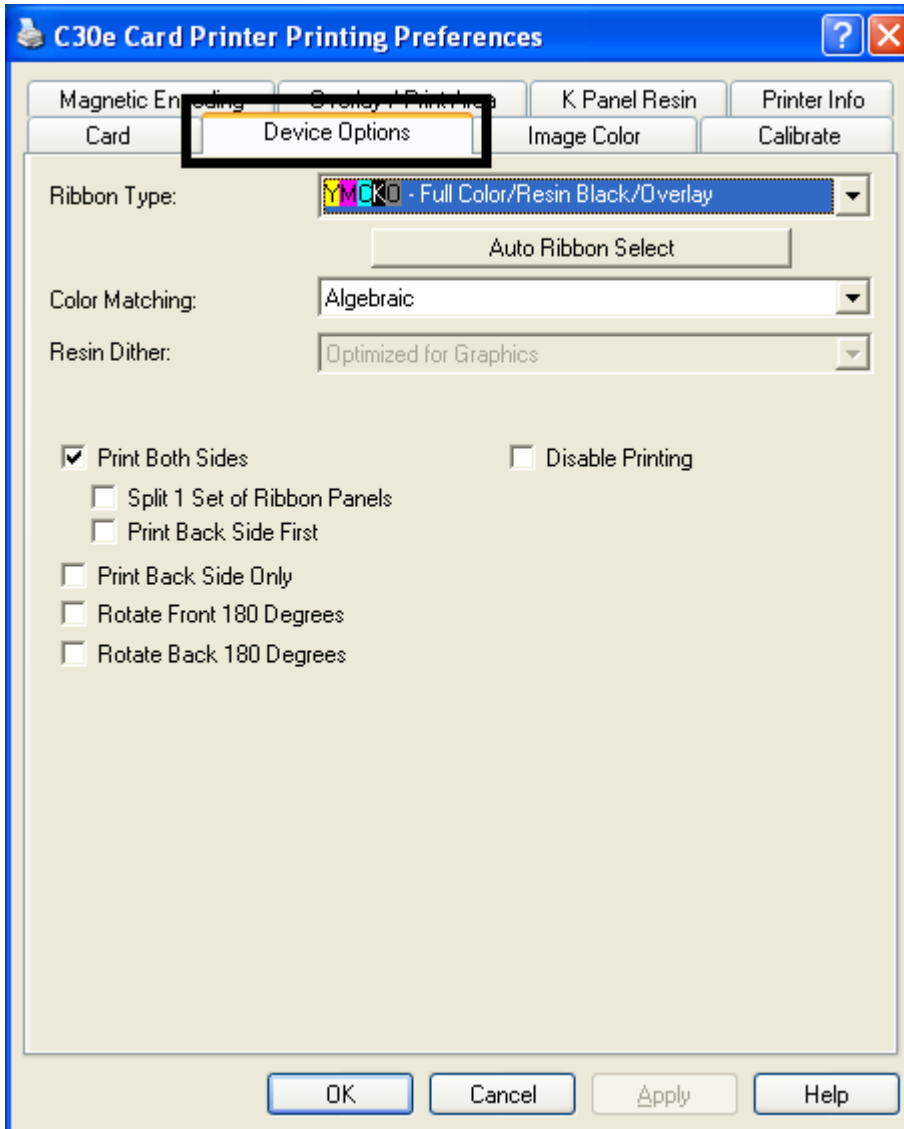 C30e Card Printer Printing Preferences
Magnetic Encoding Overlay / Print Area K Panel Resin Printer Info
Card Device Options Image Color Calibrate
Ribbon Type: YMCKO - Full Color/Resin Black/Overlay
Auto Ribbon Select
Color Matching: Algebraic
Resin Dither: Optimized for Graphics
Print Both Sides Disable Printing
Split 1 Set of Ribbon Panels
Print Back Side First
Print Back Side Only
Rotate Front 180 Degrees
Rotate Back 180 Degrees
OK Cancel Apply Help